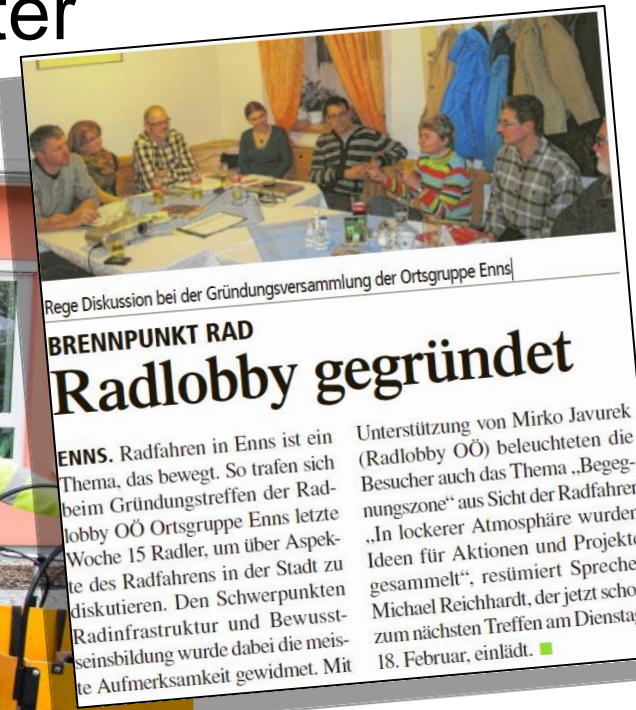 ter
Rege Diskussion bei der Gründungsversammlung der Ortsgruppe Enns
BRENNPUNKT RAD
Radlobby gegründet
ENNS. Radfahren in Enns ist ein
Thema, das bewegt. So trafen sich
beim Gründungstreffen der Rad-
lobby OÖ Ortsgruppe Enns letzte
Woche 15 Radler, um über Aspek-
te des Radfahrens in der Stadt zu
diskutieren. Den Schwerpunkten
Radinfrastruktur und Bewusst-
seinsbildung wurde dabei die meis-
te Aufmerksamkeit gewidmet. Mit
Unterstützung von Mirko Javurek
(Radlobby OÖ) beleuchteten die
Besucher auch das Thema „Begeg-
nungszone“ aus Sicht der Radfahrer.
„In lockerer Atmosphäre wurden
Ideen für Aktionen und Projekte
gesammelt“, resümiert Spreche
Michael Reichhardt, der jetzt scho
zum nächsten Treffen am Dienstag
18. Februar, einlädt.